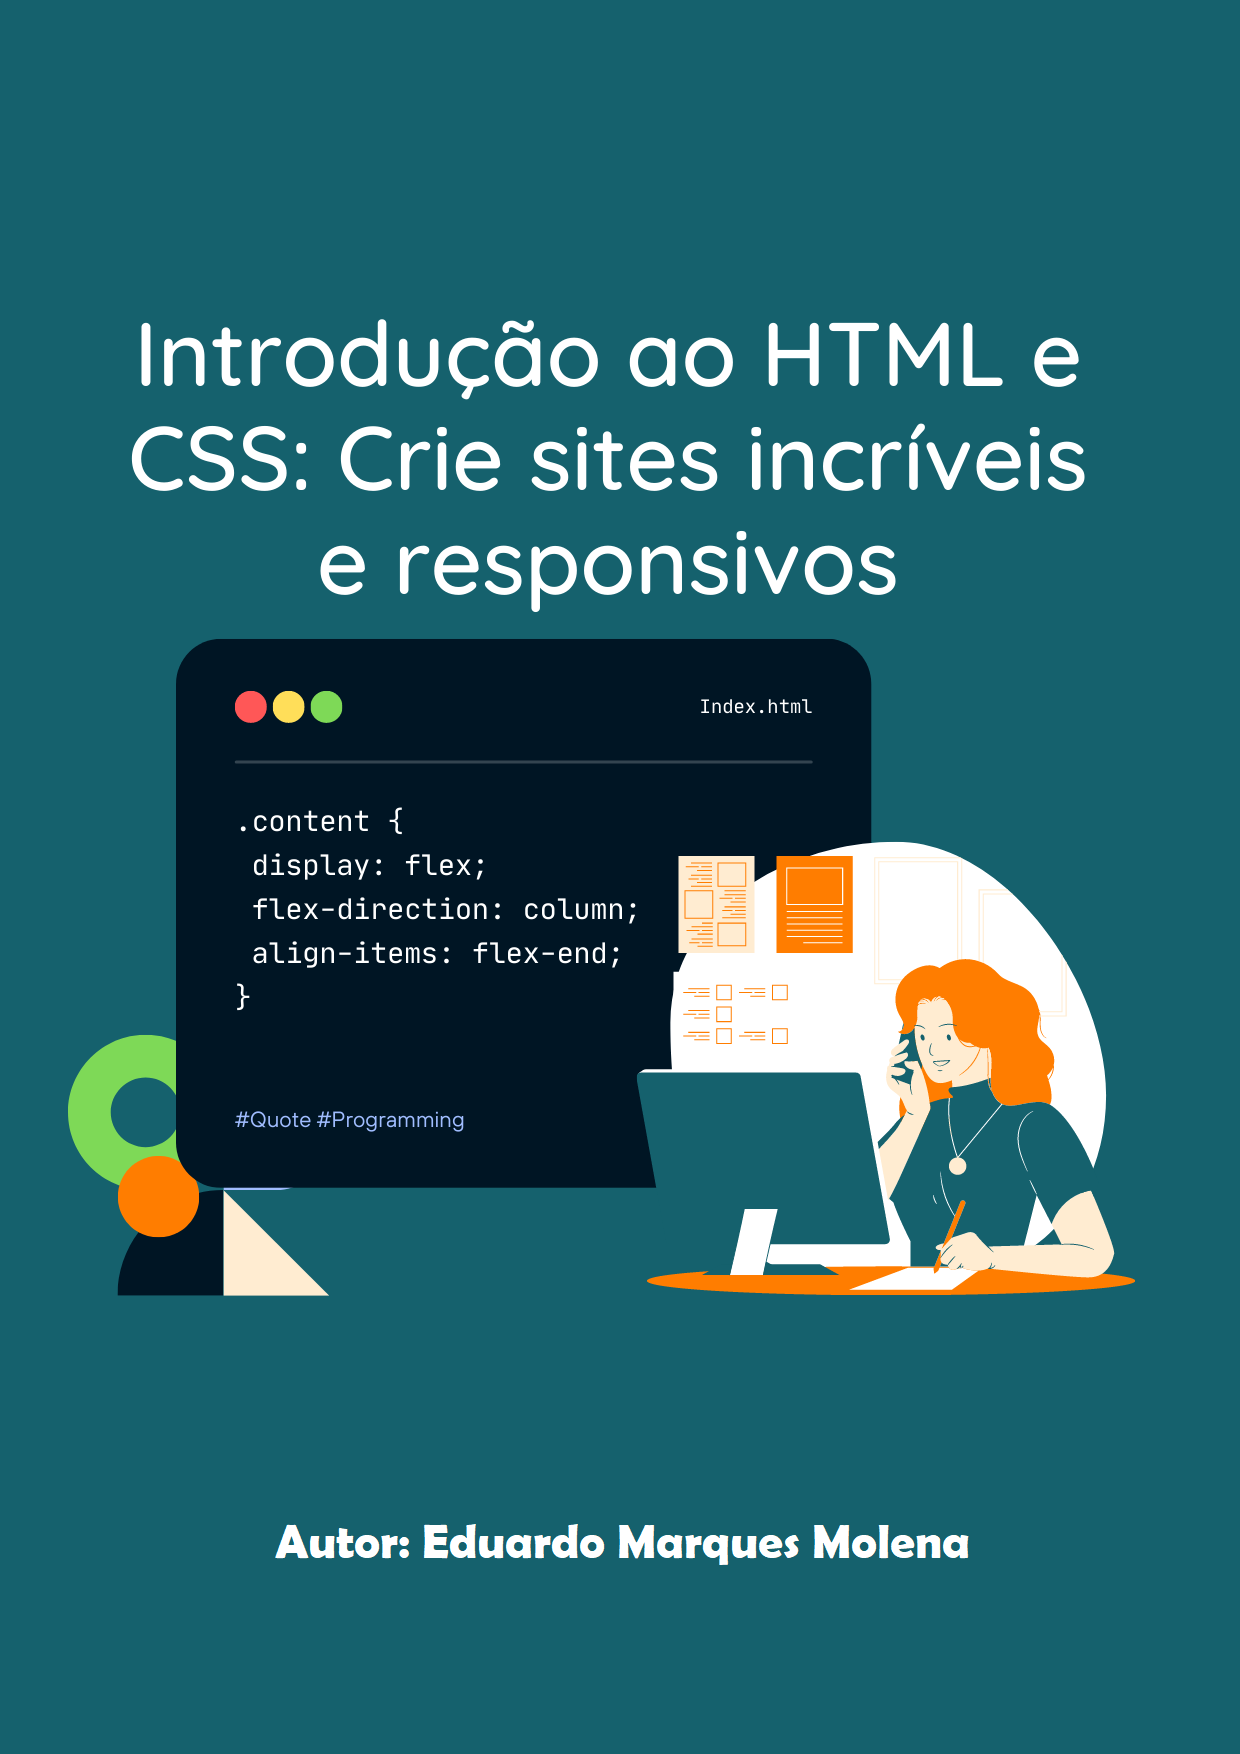 Introdução ao HTML e
CSS: Crie sites incríveis
e responsivos
Index.html
.content {
display: flex;
flex-direction: column;
align-items: flex-end;
}
#Quote #Programming
Autor: Eduardo Marques Molena